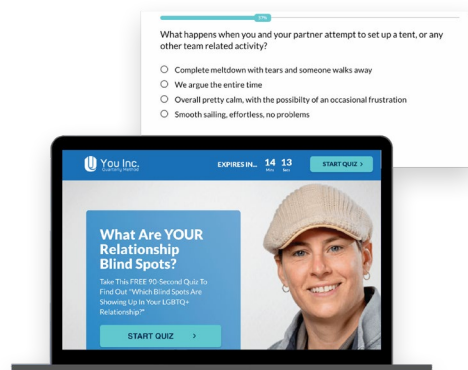 37%
What happens when you and your partner attempt to set up a tent, or any
other team related activity?
Complete meltdown with tears and someone walks away
We argue the entire time
Overall pretty calm, with the possibilty of an occasional frustration
Smooth sailing, effortless, no problems
You Inc.
EXPIRES IN... 14 13
Mins Secs
START QUIZ >
What Are YOUR
Relationship
Blind Spots?
Take This FREE 90-Second Quiz To
Find Out "Which Blind Spots Are
Showing Up In Your LGBTQ+
Relationship?"
START QUIZ >